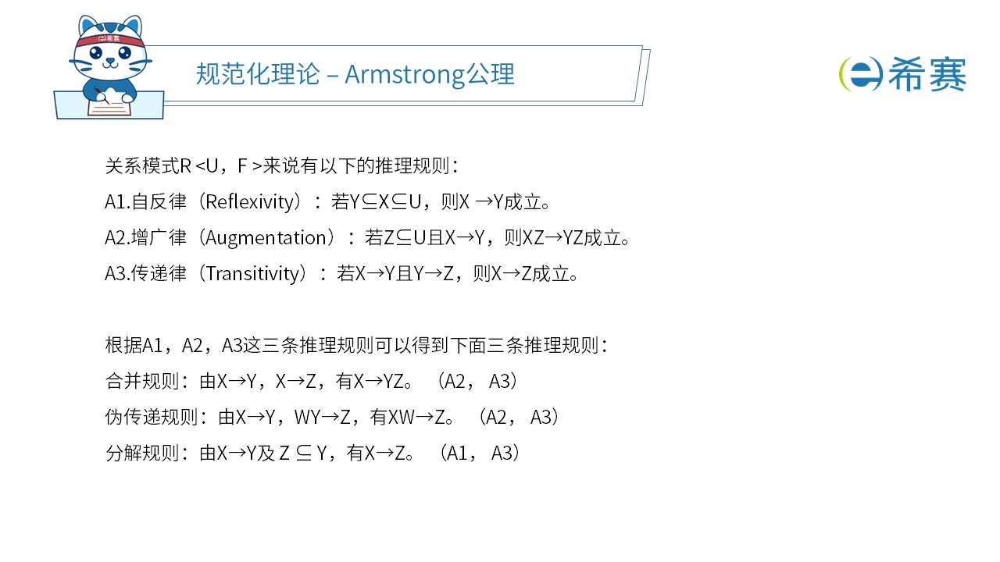 希赛
规范化理论 – Armstrong公理
希赛
关系模式R <U，F >来说有以下的推理规则：
A1.自反律（Reflexivity）：若Y⊆X⊆U，则X →Y成立。
A2.增广律（Augmentation）：若Z⊆U且X→Y，则XZ→YZ成立。
A3.传递律（Transitivity）：若X→Y且Y→Z，则X→Z成立。
根据A1，A2，A3这三条推理规则可以得到下面三条推理规则：
合并规则：由X→Y，X→Z，有X→YZ。 （A2， A3）
伪传递规则：由X→Y，WY→Z，有XW→Z。 （A2， A3）
分解规则：由X→Y及 Z ⊆ Y，有X→Z。 （A1， A3）